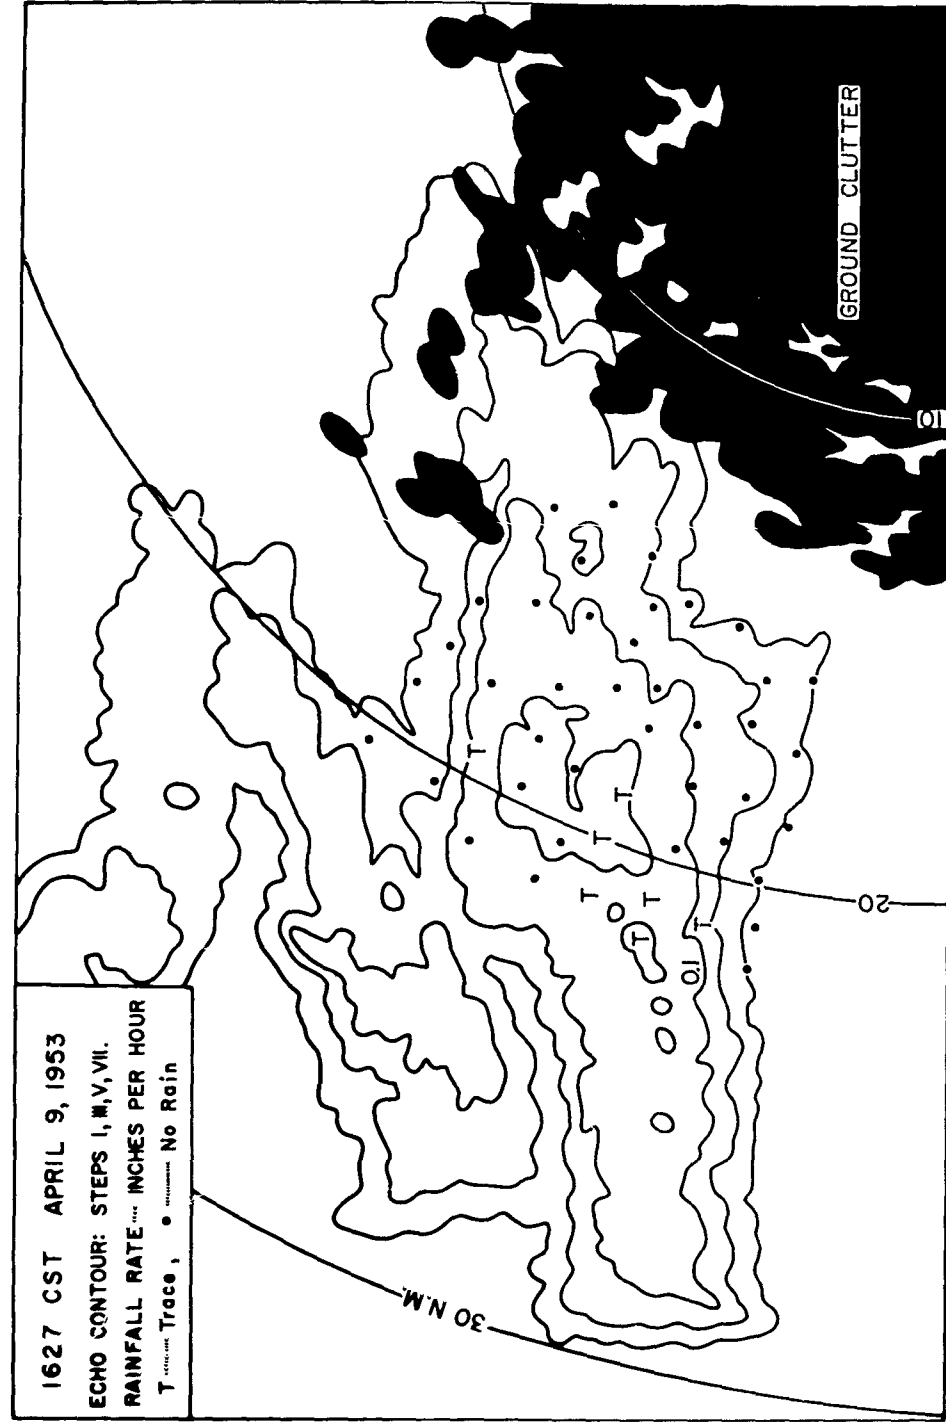 1627 CST APRIL 9, 1953
ECHO CONTOUR: STEPS I, III, V, VII.
RAINFALL RATE ···· INCHES PER HOUR
T ······ Trace, • ········ No Rain
GROUND CLUTTER
10
20
30 N.M.
0.1
T
T
T
T
T
T
T